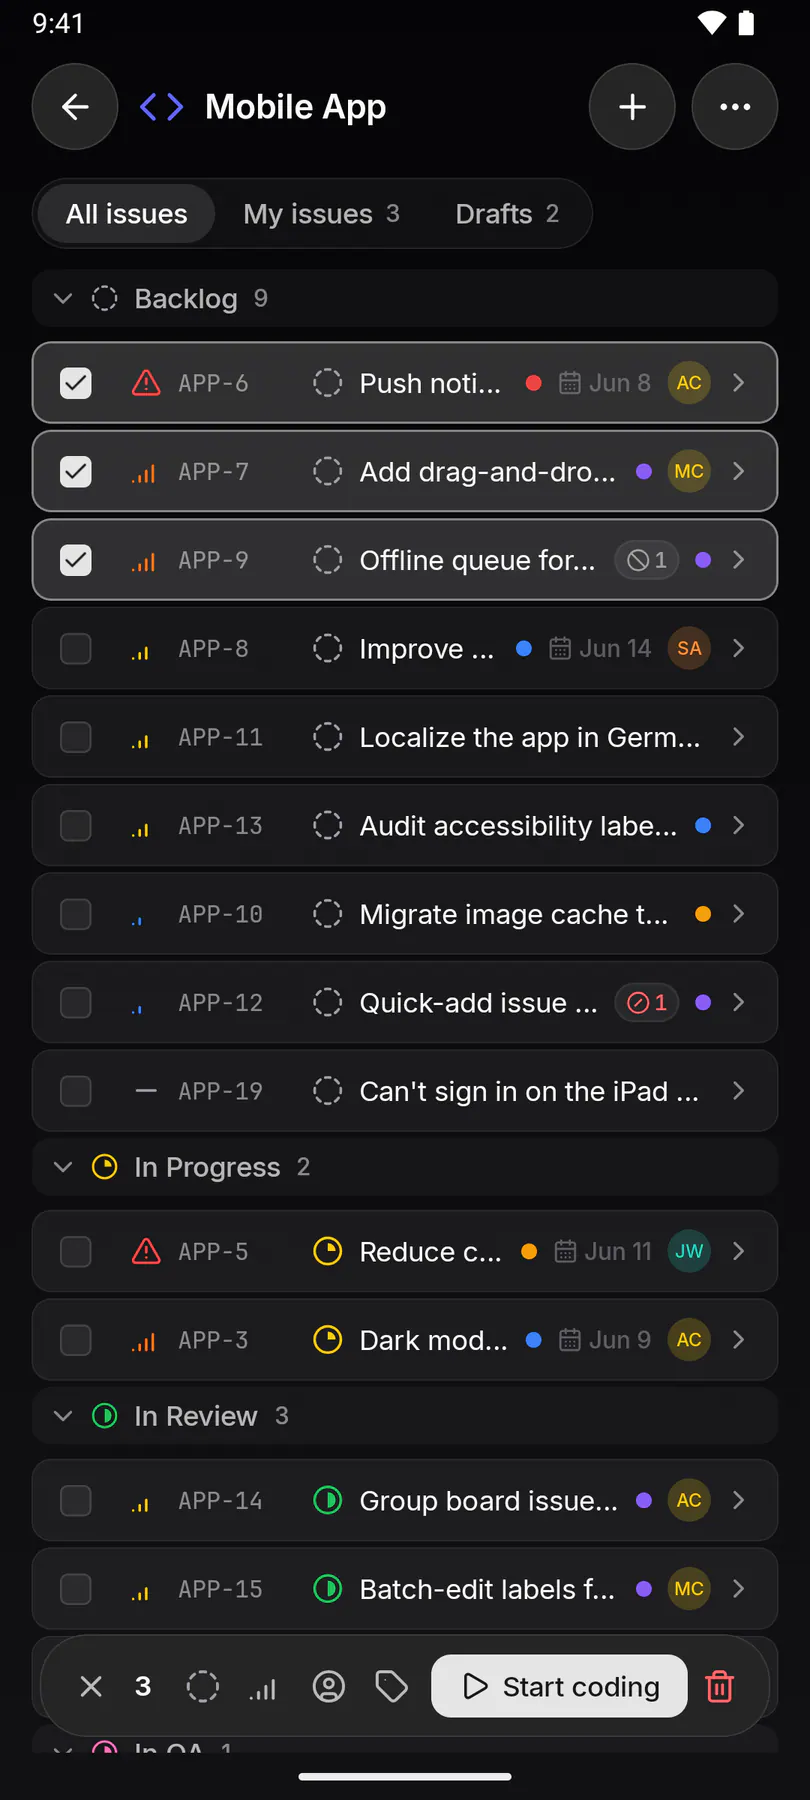 9:41
Mobile App
All issues My issues 3 Drafts 2
Backlog 9
APP-6 Push noti... Jun 8 AC
APP-7 Add drag-and-dro... MC
APP-9 Offline queue for... 1
APP-8 Improve ... Jun 14 SA
APP-11 Localize the app in Germ...
APP-13 Audit accessibility labe...
APP-10 Migrate image cache t...
APP-12 Quick-add issue ... 1
APP-19 Can't sign in on the iPad ...
In Progress 2
APP-5 Reduce c... Jun 11 JW
APP-3 Dark mod... Jun 9 AC
In Review 3
APP-14 Group board issue... AC
APP-15 Batch-edit labels f... MC
3 Start coding
In QA 1